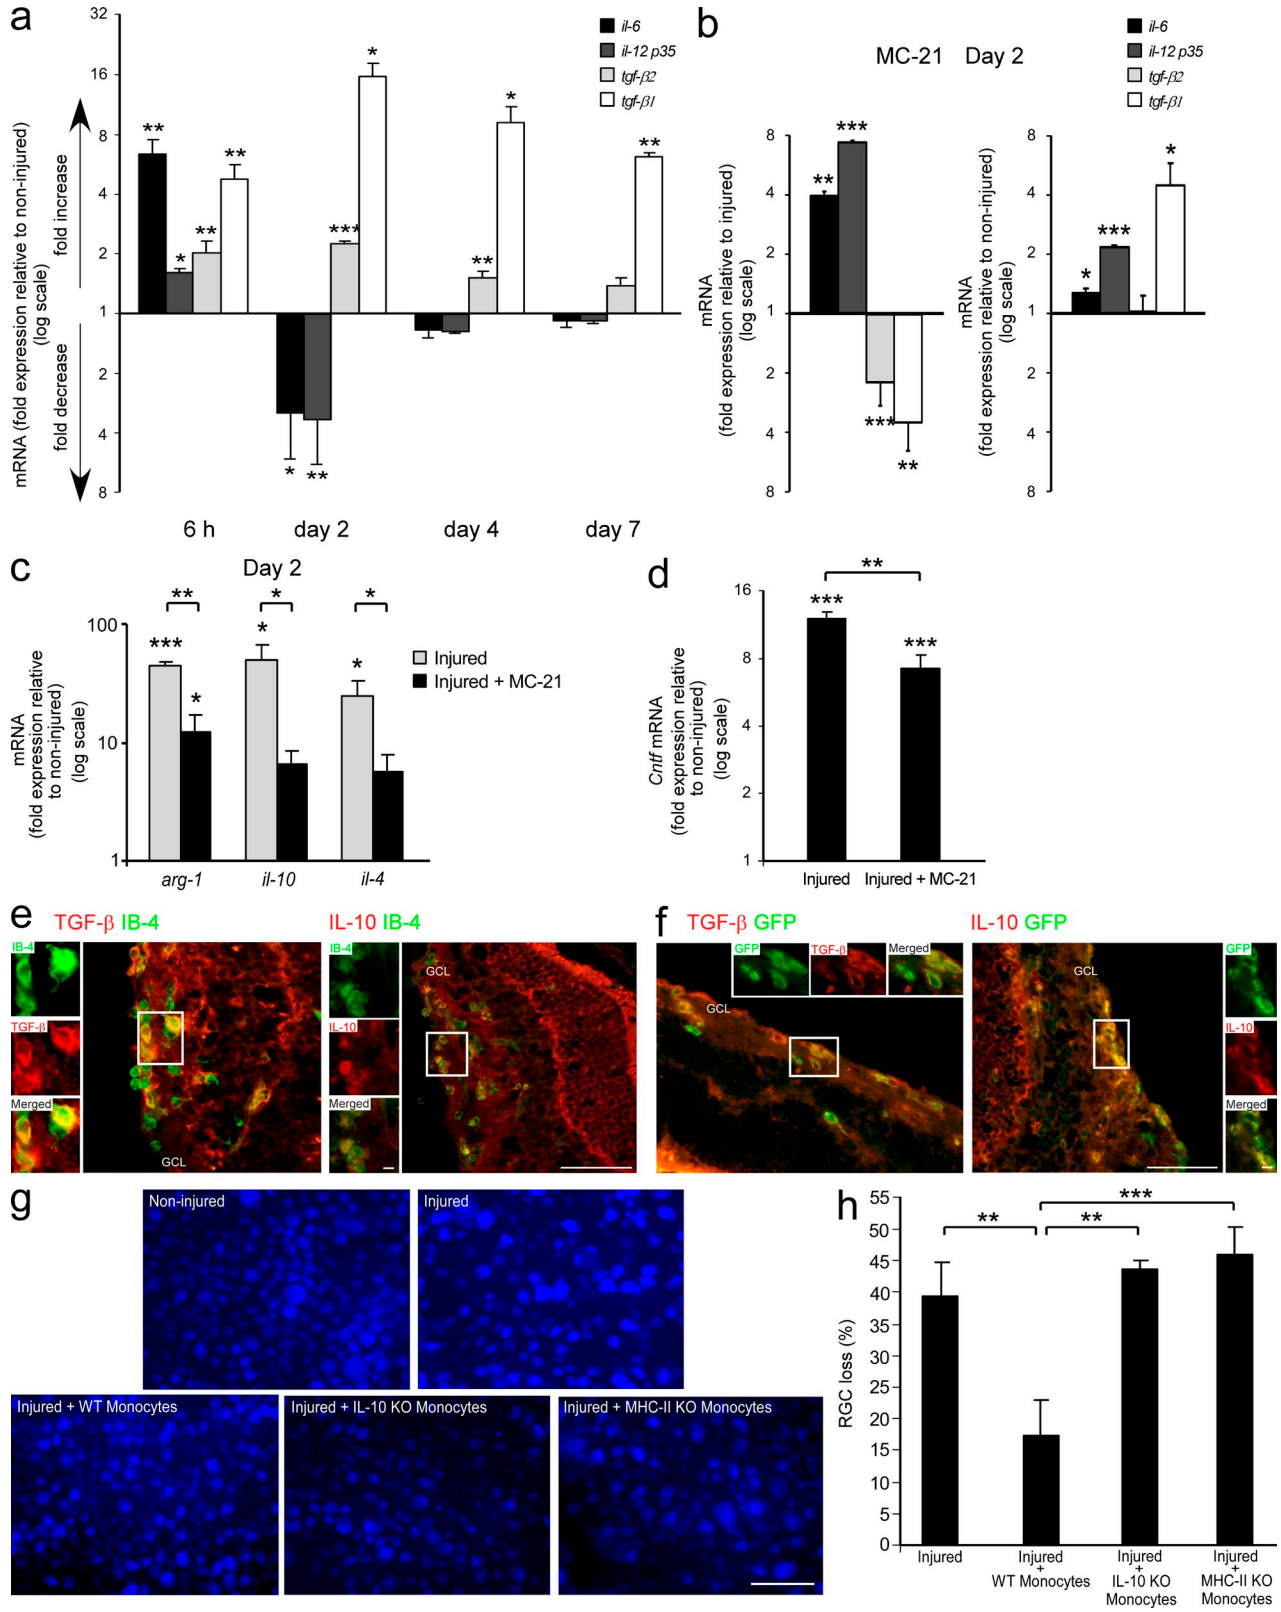 a
32
16
8
4
2
1
2
4
8
mRNA (fold expression relative to non-injured)
(log scale)
fold increase
fold decrease
il-6
il-12 p35
tgf-β2
tgf-β1
**
*
**
**
*
**
***
*
**
*
**
6 h
day 2
day 4
day 7
b
MC-21 Day 2
il-6
il-12 p35
tgf-β2
tgf-β1
mRNA
(fold expression relative to injured)
(log scale)
8
4
2
1
2
4
8
**
***
***
**
mRNA
(fold expression relative to non-injured)
(log scale)
8
4
2
1
2
4
8
*
***
*
c
Day 2
mRNA
(fold expression relative
to non-injured)
(log scale)
100
10
1
**
*
*
***
*
*
*
Injured
Injured + MC-21
arg-1
il-10
il-4
d
Cntf mRNA
(fold expression relative
to non-injured)
(log scale)
16
8
4
2
1
**
***
***
Injured
Injured + MC-21
e
TGF-β IB-4
IB-4
TGF-β
Merged
GCL
IL-10 IB-4
IB-4
IL-10
Merged
GCL
f
TGF-β GFP
GFP
TGF-β
Merged
GCL
IL-10 GFP
GCL
GFP
IL-10
Merged
g
Non-injured
Injured
Injured + WT Monocytes
Injured + IL-10 KO Monocytes
Injured + MHC-II KO Monocytes
h
RGC loss (%)
55
50
45
40
35
30
25
20
15
10
5
0
**
**
***
Injured
Injured
+
WT Monocytes
Injured
+
IL-10 KO
Monocytes
Injured
+
MHC-II KO
Monocytes